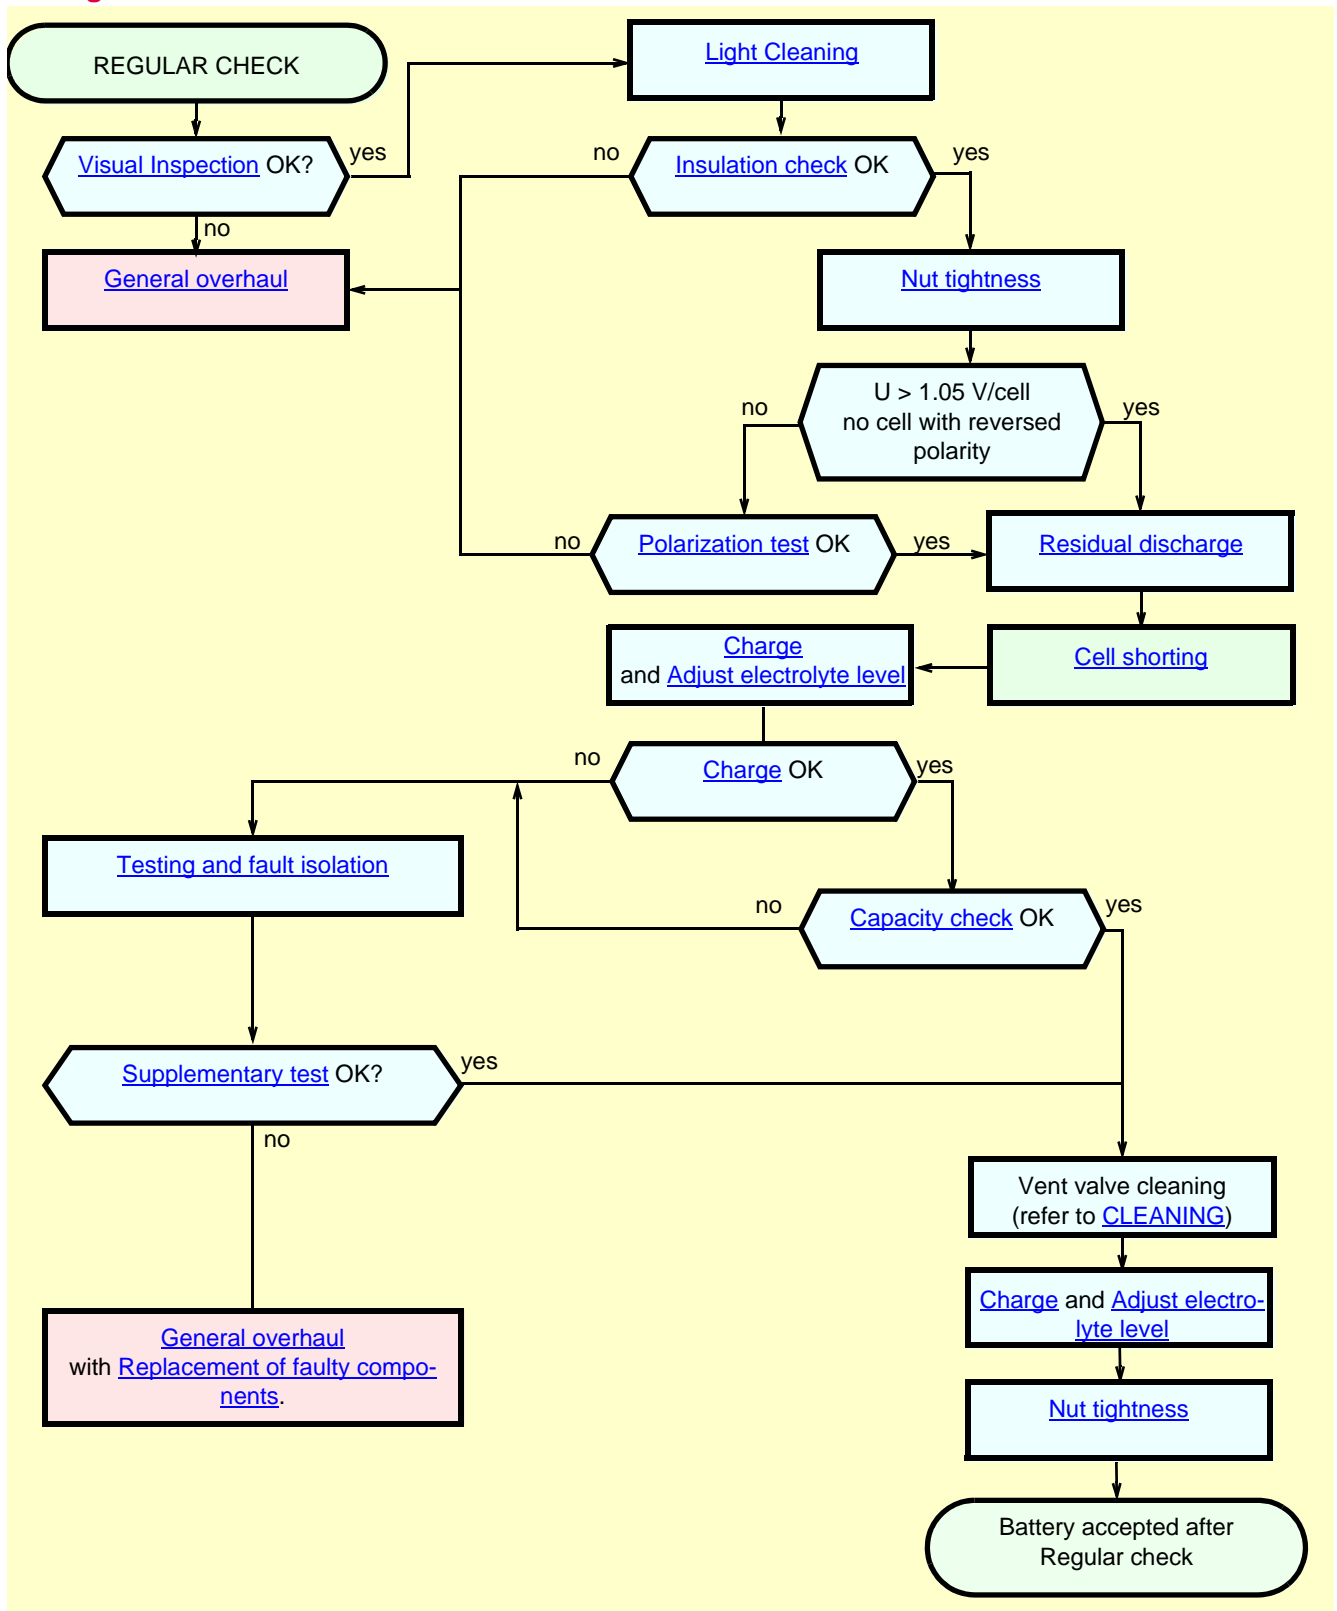 REGULAR CHECK
Light Cleaning
Visual Inspection OK?
yes
no
Insulation check OK
yes
no
General overhaul
Nut tightness
U > 1.05 V/cell
no cell with reversed
polarity
no
yes
no
Polarization test OK
yes
Residual discharge
Charge
and Adjust electrolyte level
Cell shorting
no
Charge OK
yes
Testing and fault isolation
no
Capacity check OK
yes
Supplementary test OK?
yes
no
Vent valve cleaning
(refer to CLEANING)
Charge and Adjust electro-
lyte level
General overhaul
with Replacement of faulty compo-
nents.
Nut tightness
Battery accepted after
Regular check